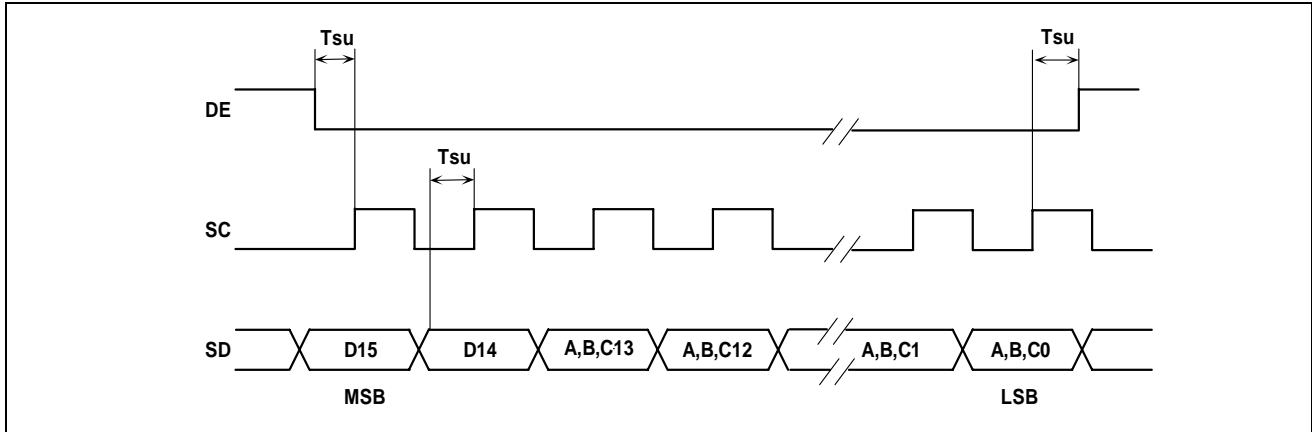 Tsu Tsu
DE
Tsu
SC
SD D15 D14 A,B,C13 A,B,C12 A,B,C1 A,B,C0
MSB LSB